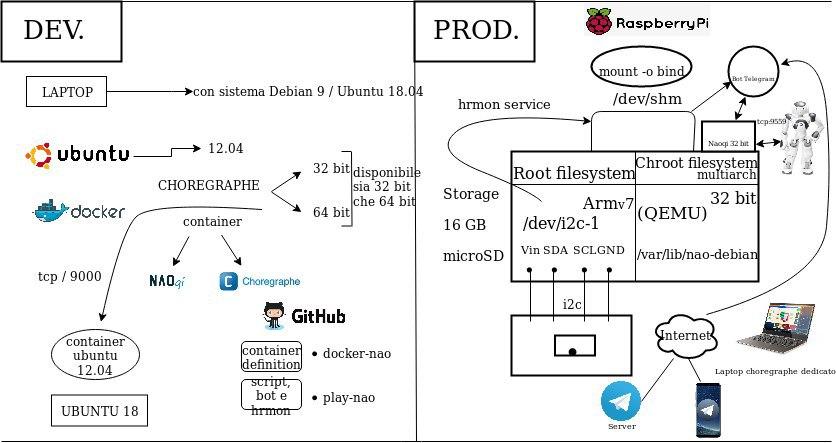 DEV.
LAPTOP
con sistema Debian 9 / Ubuntu 18.04
ubuntu
12.04
CHOREGRAPHE
32 bit
64 bit
disponibile
sia 32 bit
che 64 bit
docker
container
tcp / 9000
NAOqi
Choregraphe
GitHub
container
ubuntu
12.04
container
definition
docker-nao
script,
bot e
hrmon
play-nao
UBUNTU 18
PROD.
RaspberryPi
mount -o bind
Bot Telegram
/dev/shm
hrmon service
tcp:9559
Naoqi 32 bit
Root filesystem
Chroot filesystem
multiarch
Storage
16 GB
microSD
Armv7
/dev/i2c-1
32 bit
(QEMU)
Vin SDA SCL GND
/var/lib/nao-debian
i2c
Internet
Laptop choregraphe dedicato
Server